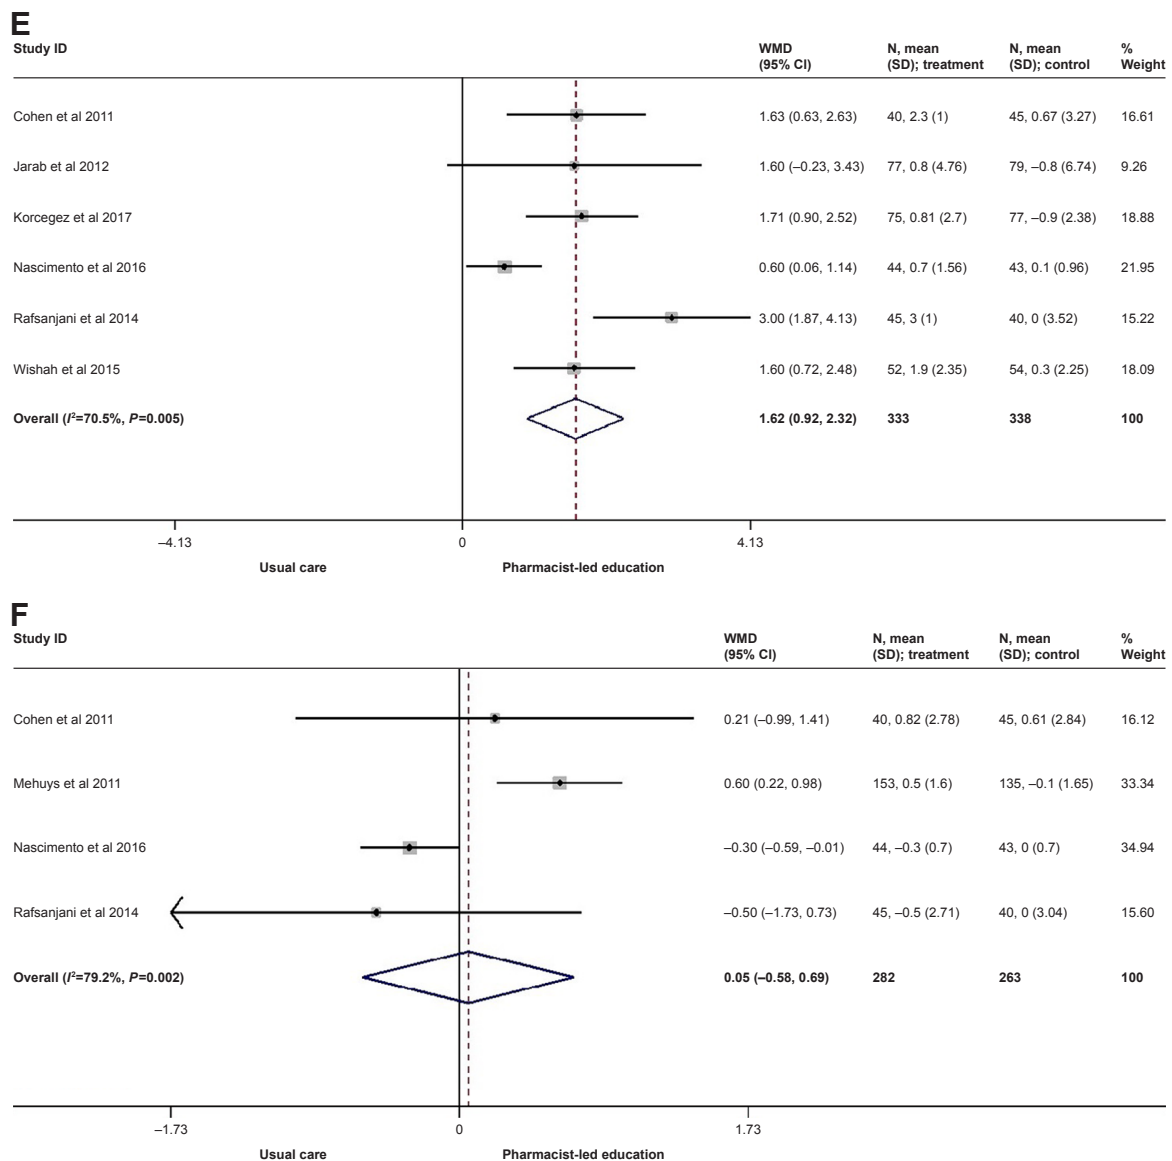 E
Study ID WMD (95% CI) N, mean (SD); treatment N, mean (SD); control % Weight
Cohen et al 2011 1.63 (0.63, 2.63) 40, 2.3 (1) 45, 0.67 (3.27) 16.61
Jarab et al 2012 1.60 (–0.23, 3.43) 77, 0.8 (4.76) 79, –0.8 (6.74) 9.26
Korcegez et al 2017 1.71 (0.90, 2.52) 75, 0.81 (2.7) 77, –0.9 (2.38) 18.88
Nascimento et al 2016 0.60 (0.06, 1.14) 44, 0.7 (1.56) 43, 0.1 (0.96) 21.95
Rafsanjani et al 2014 3.00 (1.87, 4.13) 45, 3 (1) 40, 0 (3.52) 15.22
Wishah et al 2015 1.60 (0.72, 2.48) 52, 1.9 (2.35) 54, 0.3 (2.25) 18.09
Overall (I²=70.5%, P=0.005) 1.62 (0.92, 2.32) 333 338 100
–4.13 0 4.13
Usual care Pharmacist-led education
F
Study ID WMD (95% CI) N, mean (SD); treatment N, mean (SD); control % Weight
Cohen et al 2011 0.21 (–0.99, 1.41) 40, 0.82 (2.78) 45, 0.61 (2.84) 16.12
Mehuys et al 2011 0.60 (0.22, 0.98) 153, 0.5 (1.6) 135, –0.1 (1.65) 33.34
Nascimento et al 2016 –0.30 (–0.59, –0.01) 44, –0.3 (0.7) 43, 0 (0.7) 34.94
Rafsanjani et al 2014 –0.50 (–1.73, 0.73) 45, –0.5 (2.71) 40, 0 (3.04) 15.60
Overall (I²=79.2%, P=0.002) 0.05 (–0.58, 0.69) 282 263 100
–1.73 0 1.73
Usual care Pharmacist-led education